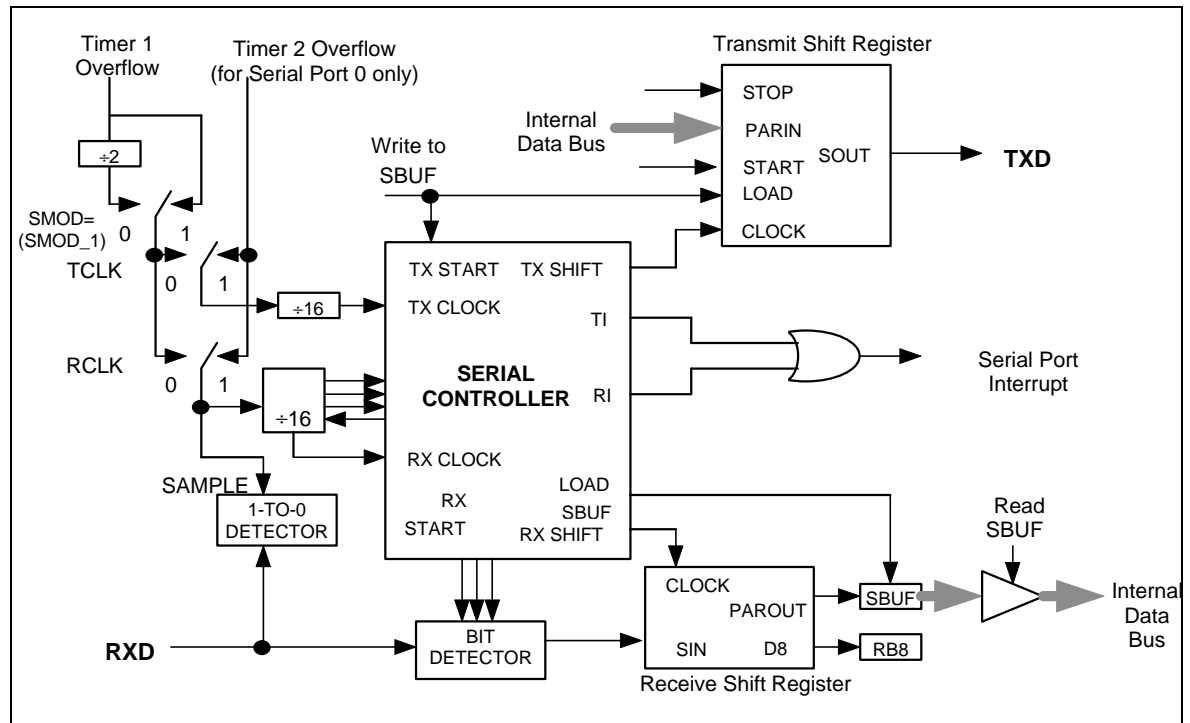 Timer 1
Overflow
Timer 2 Overflow
(for Serial Port 0 only)
Transmit Shift Register
STOP
PARIN
START
SOUT
LOAD
CLOCK
Internal
Data Bus
TXD
÷2
Write to
SBUF
SMOD=
(SMOD_1)
0
1
TCLK
0
1
TX START
TX SHIFT
÷16
TX CLOCK
TI
RCLK
0
1
SERIAL
CONTROLLER
Serial Port
Interrupt
RI
÷16
RX CLOCK
SAMPLE
LOAD
SBUF
RX
START
RX SHIFT
1-TO-0
DETECTOR
Read
SBUF
CLOCK
PAROUT
SBUF
Internal
Data
Bus
RXD
BIT
DETECTOR
SIN
D8
RB8
Receive Shift Register